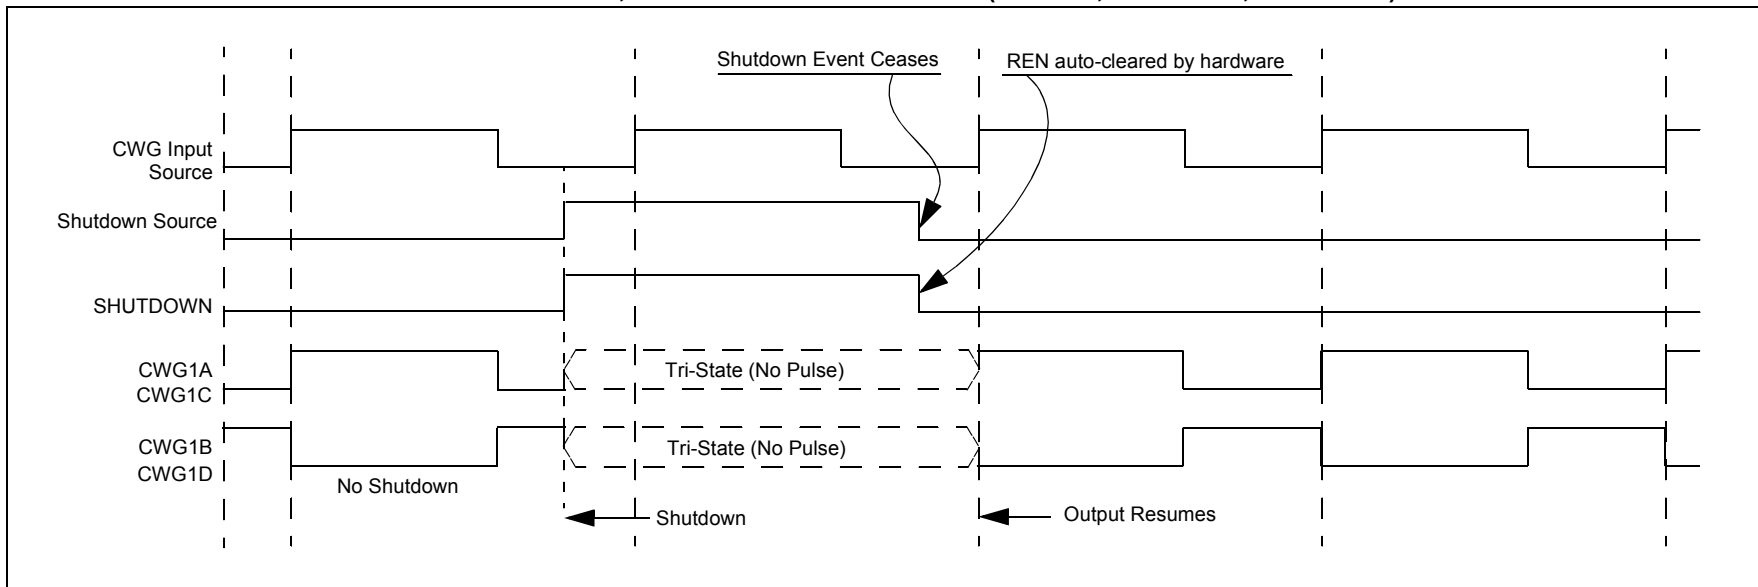 Shutdown Event Ceases
REN auto-cleared by hardware
CWG Input
Source
Shutdown Source
SHUTDOWN
CWG1A
CWG1C
Tri-State (No Pulse)
CWG1B
CWG1D
Tri-State (No Pulse)
No Shutdown
Shutdown
Output Resumes